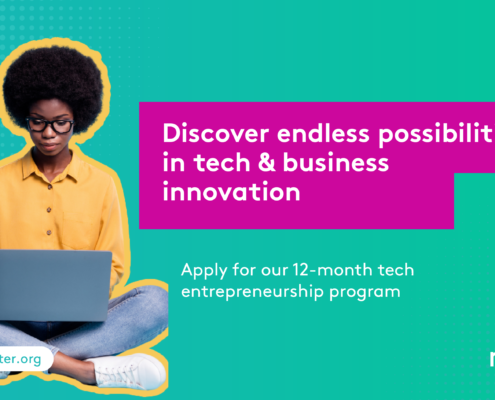 Discover endless possibilit
in tech & business
innovation
Apply for our 12-month tech
entrepreneurship program
ter.org